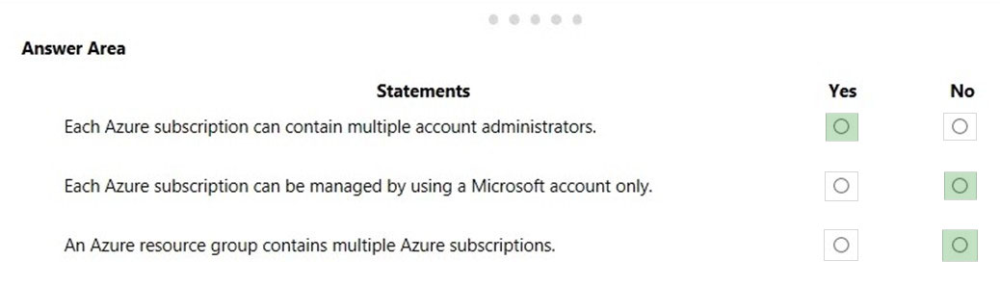 Answer Area
Statements Yes No
Each Azure subscription can contain multiple account administrators.
Each Azure subscription can be managed by using a Microsoft account only.
An Azure resource group contains multiple Azure subscriptions.